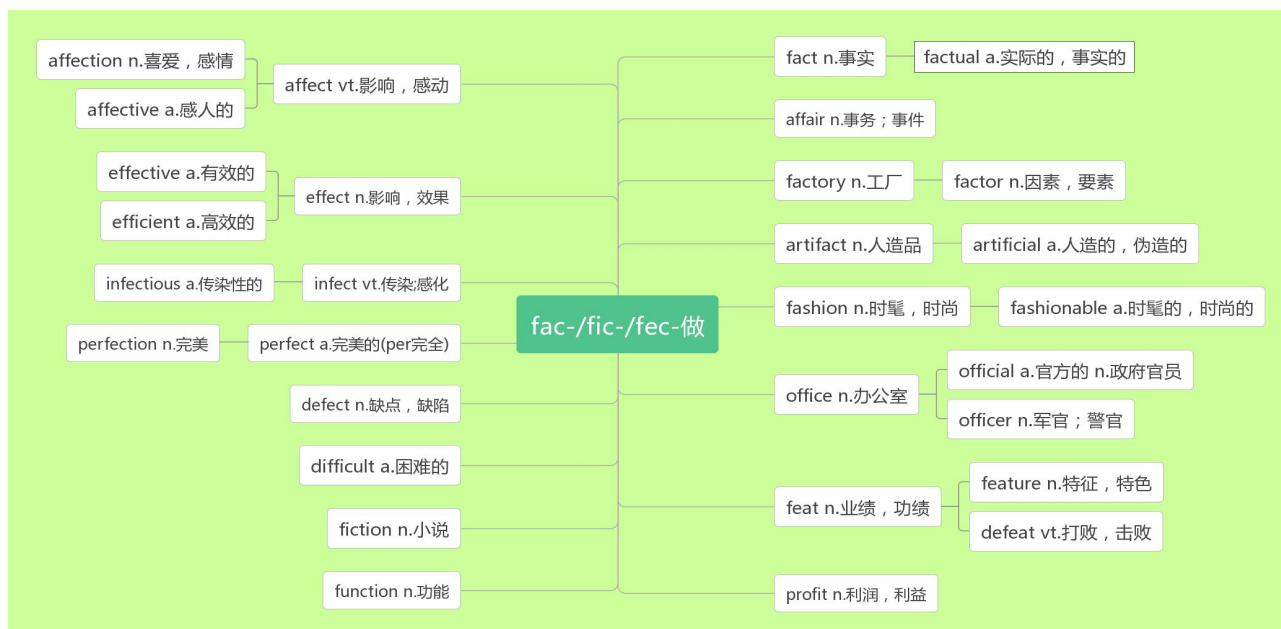 fac-/fic-/fec-做
affect vt.影响，感动
affection n.喜爱，感情
affective a.感人的
effect n.影响，效果
effective a.有效的
efficient a.高效的
infect vt.传染;感化
infectious a.传染性的
perfect a.完美的(per完全)
perfection n.完美
defect n.缺点，缺陷
difficult a.困难的
fiction n.小说
function n.功能
fact n.事实
factual a.实际的，事实的
affair n.事务；事件
factory n.工厂
factor n.因素，要素
artifact n.人造品
artificial a.人造的，伪造的
fashion n.时髦，时尚
fashionable a.时髦的，时尚的
office n.办公室
official a.官方的 n.政府官员
officer n.军官；警官
feat n.业绩，功绩
feature n.特征，特色
defeat vt.打败，击败
profit n.利润，利益